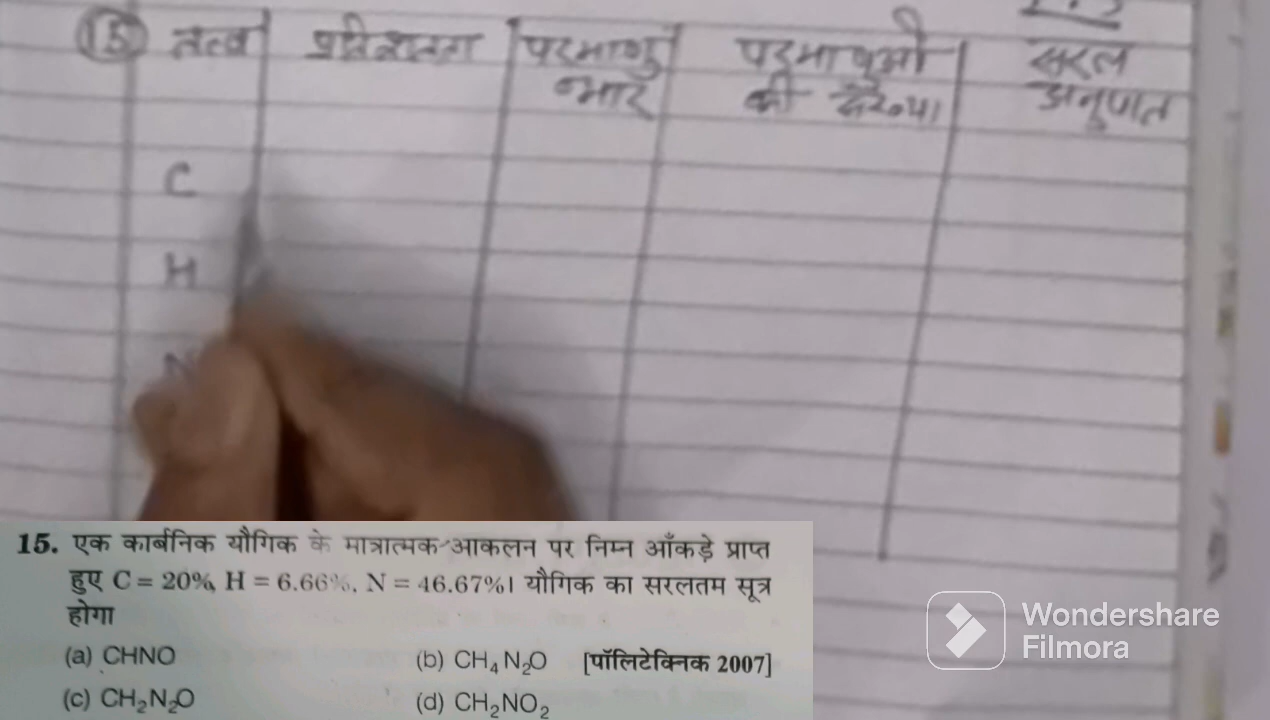 15 तत्व प्रतिशतता परमाणु भार परमाणुओं की संख्या सरल अनुपात
C
H
N
15. एक कार्बनिक यौगिक के मात्रात्मक आकलन पर निम्न आँकड़े प्राप्त
हुए C = 20%, H = 6.66%, N = 46.67%। यौगिक का सरलतम सूत्र
होगा
(a) CHNO (b) CH₄N₂O [पॉलिटेक्निक 2007]
(c) CH₂N₂O (d) CH₂NO₂
Wondershare
Filmora